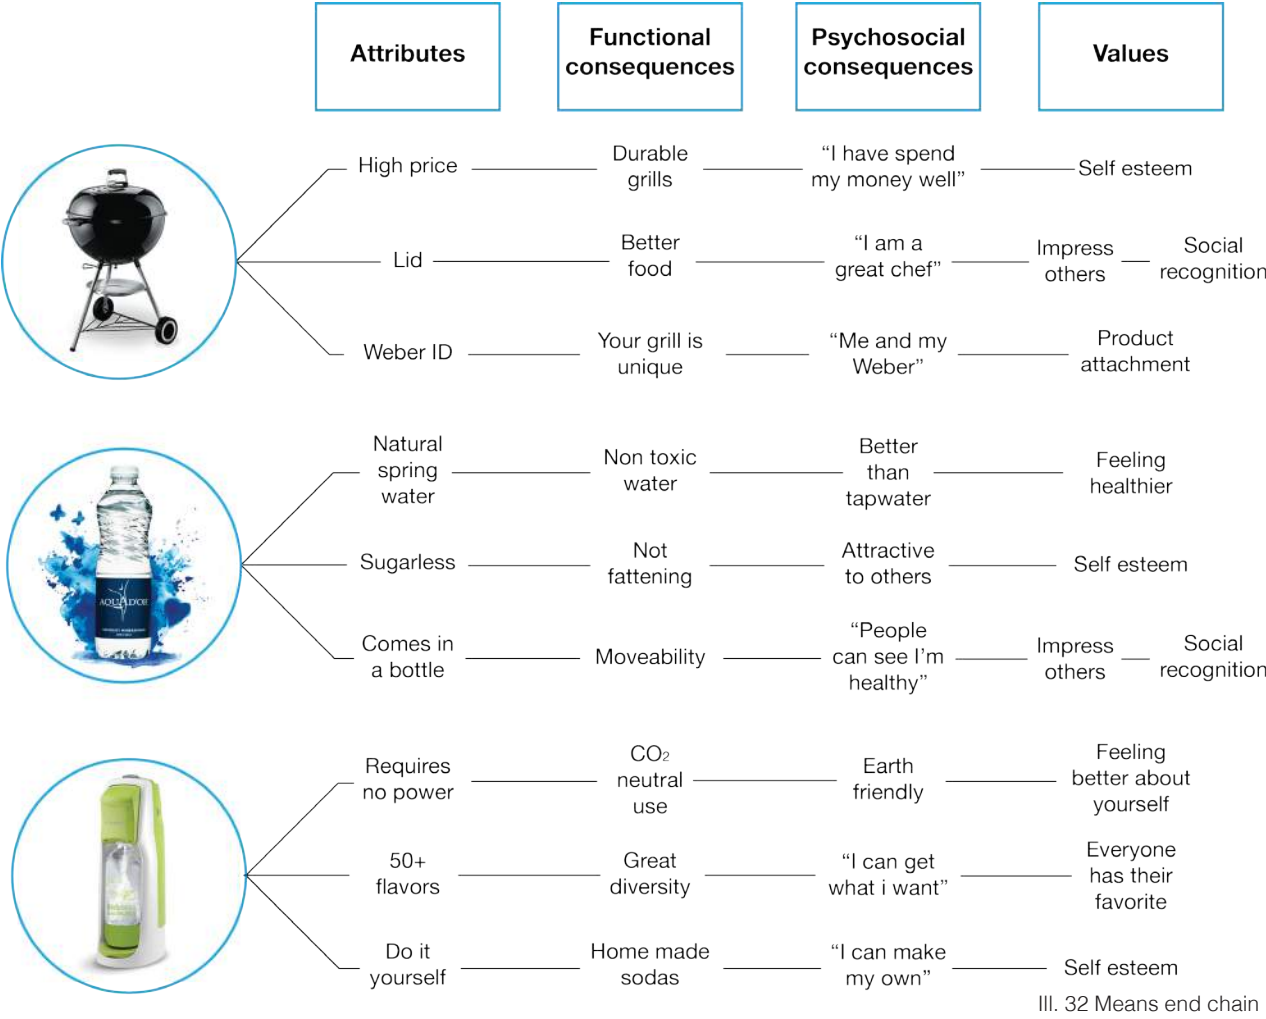 Attributes
Functional
consequences
Psychosocial
consequences
Values
High price
Durable
grills
“I have spend
my money well”
Self esteem
Lid
Better
food
“I am a
great chef”
Impress
others
Social
recognition
Weber ID
Your grill is
unique
“Me and my
Weber”
Product
attachment
Natural
spring
water
Non toxic
water
Better
than
tapwater
Feeling
healthier
AQUAD'OR
Sugarless
Not
fattening
Attractive
to others
Self esteem
Comes in
a bottle
Moveability
“People
can see I’m
healthy”
Impress
others
Social
recognition
Requires
no power
CO₂
neutral
use
Earth
friendly
Feeling
better about
yourself
50+
flavors
Great
diversity
“I can get
what i want”
Everyone
has their
favorite
Do it
yourself
Home made
sodas
“I can make
my own”
Self esteem
Ill. 32 Means end chain